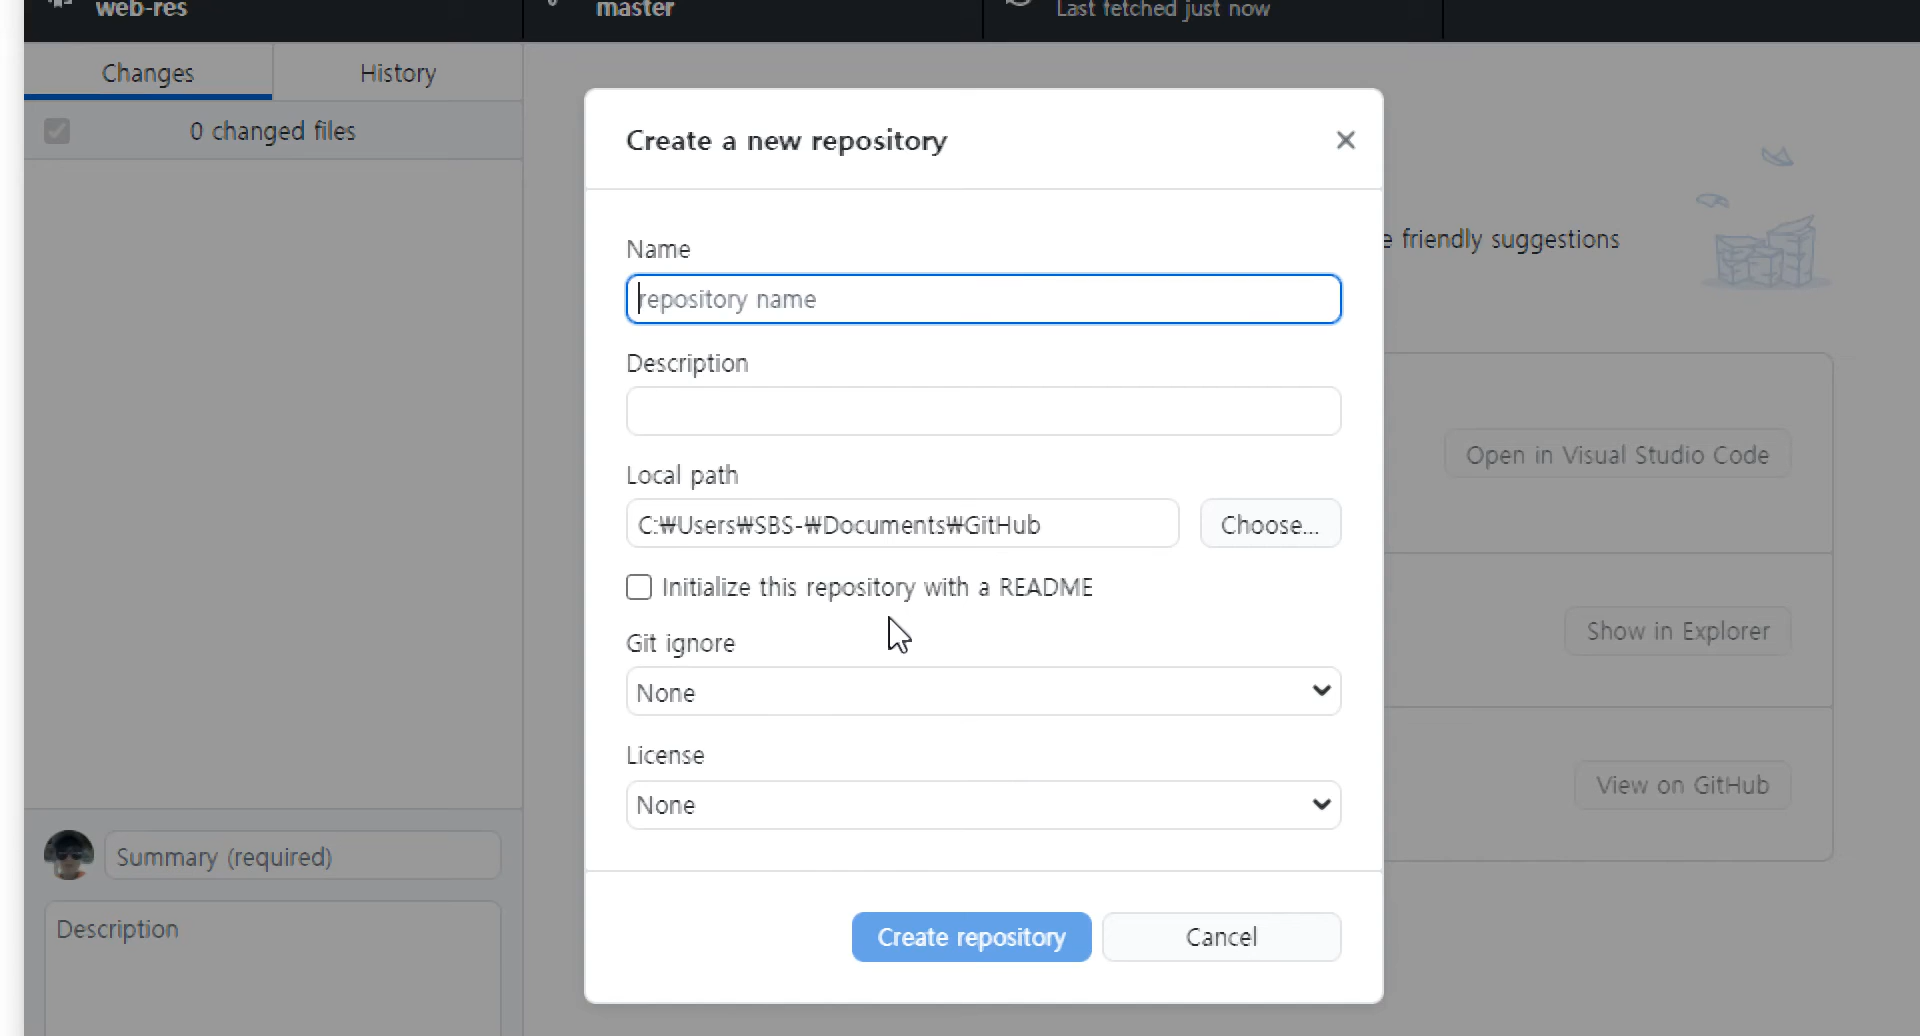 web-res
master
Last fetched just now
Changes
History
0 changed files
Create a new repository
Name
repository name
Description
Local path
C:₩Users₩SBS-₩Documents₩GitHub
Choose...
Initialize this repository with a README
Git ignore
None
License
None
Create repository
Cancel
friendly suggestions
Open in Visual Studio Code
Show in Explorer
View on GitHub
Summary (required)
Description